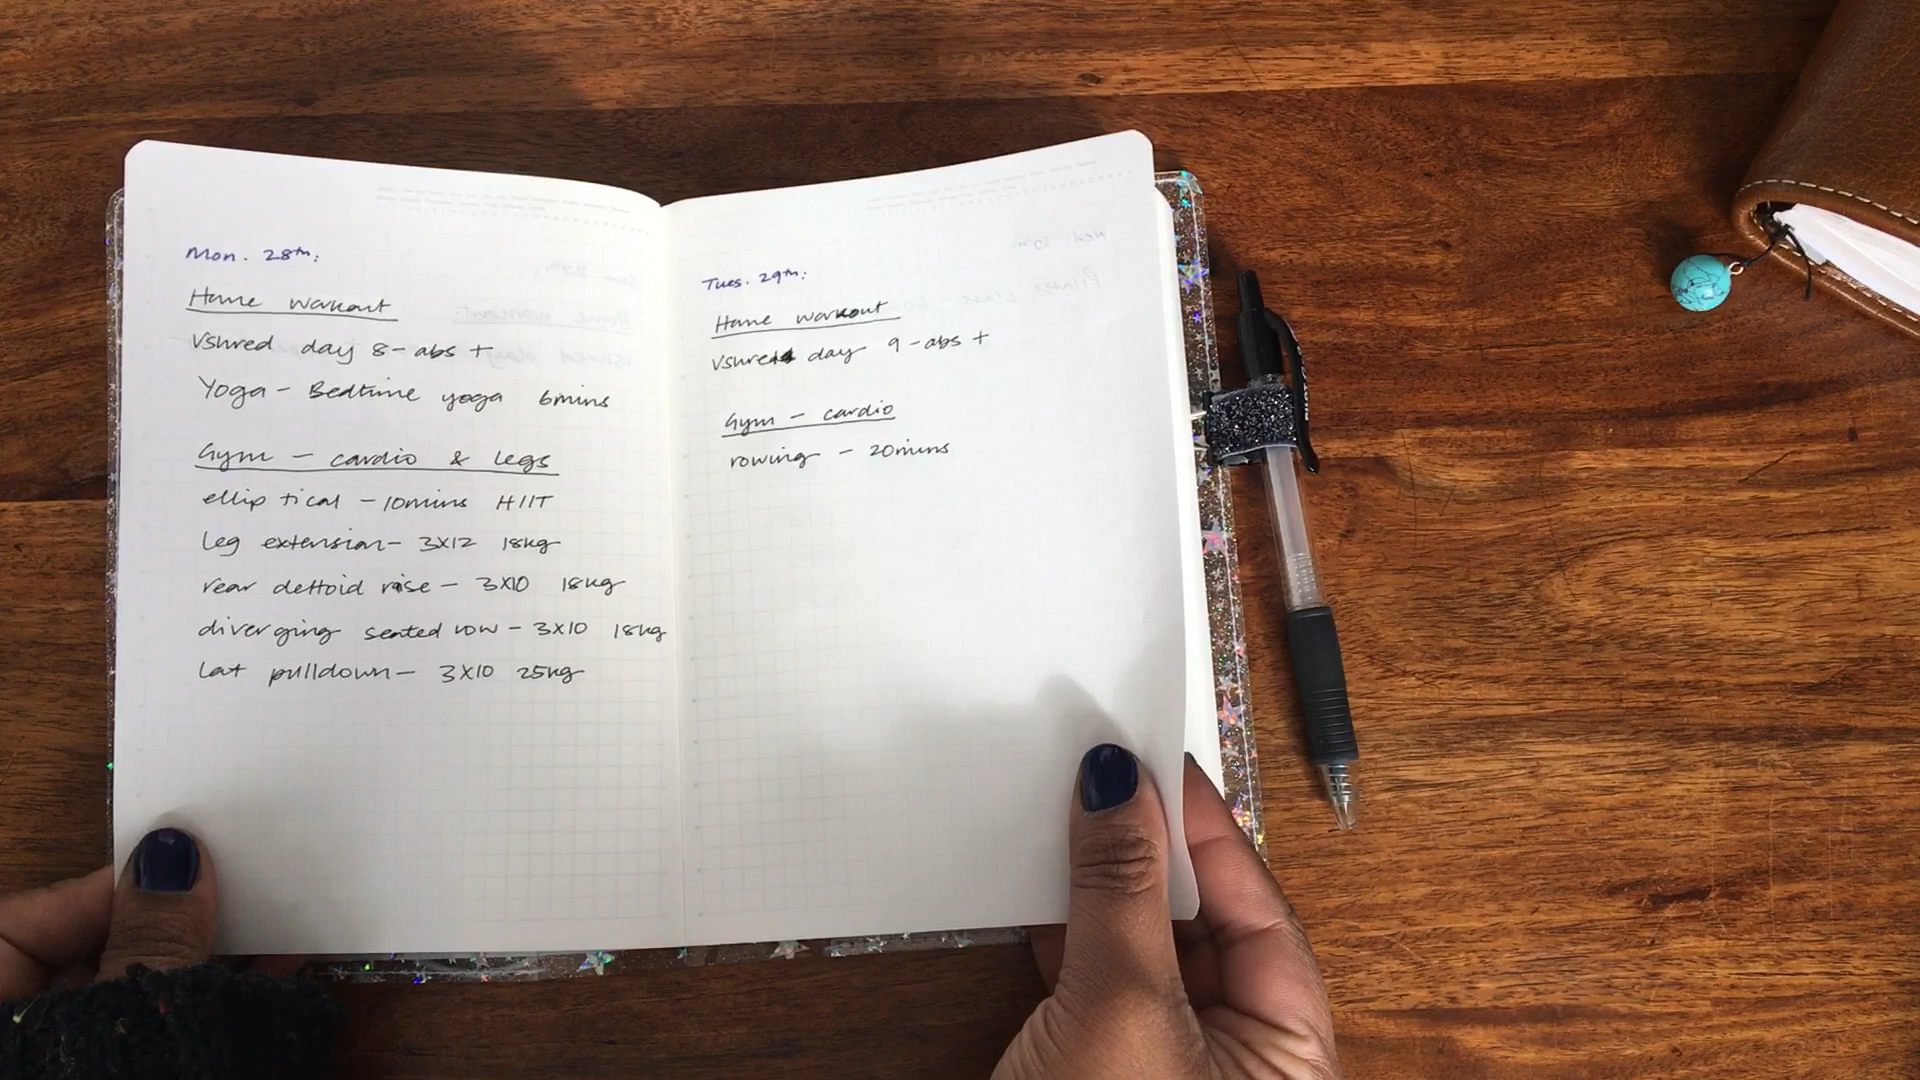 Mon. 28th:
Home workout
Vshred day 8 - abs +
Yoga - Bedtime yoga 6mins
Gym - cardio & legs
elliptical - 10mins HIIT
leg extension - 3X12 18kg
rear deltoid raise - 3X10 18kg
diverging seated row - 3X10 18kg
lat pulldown - 3X10 25kg
Tues. 29th:
Home workout
Vshred day 9 - abs +
Gym - cardio
rowing - 20mins